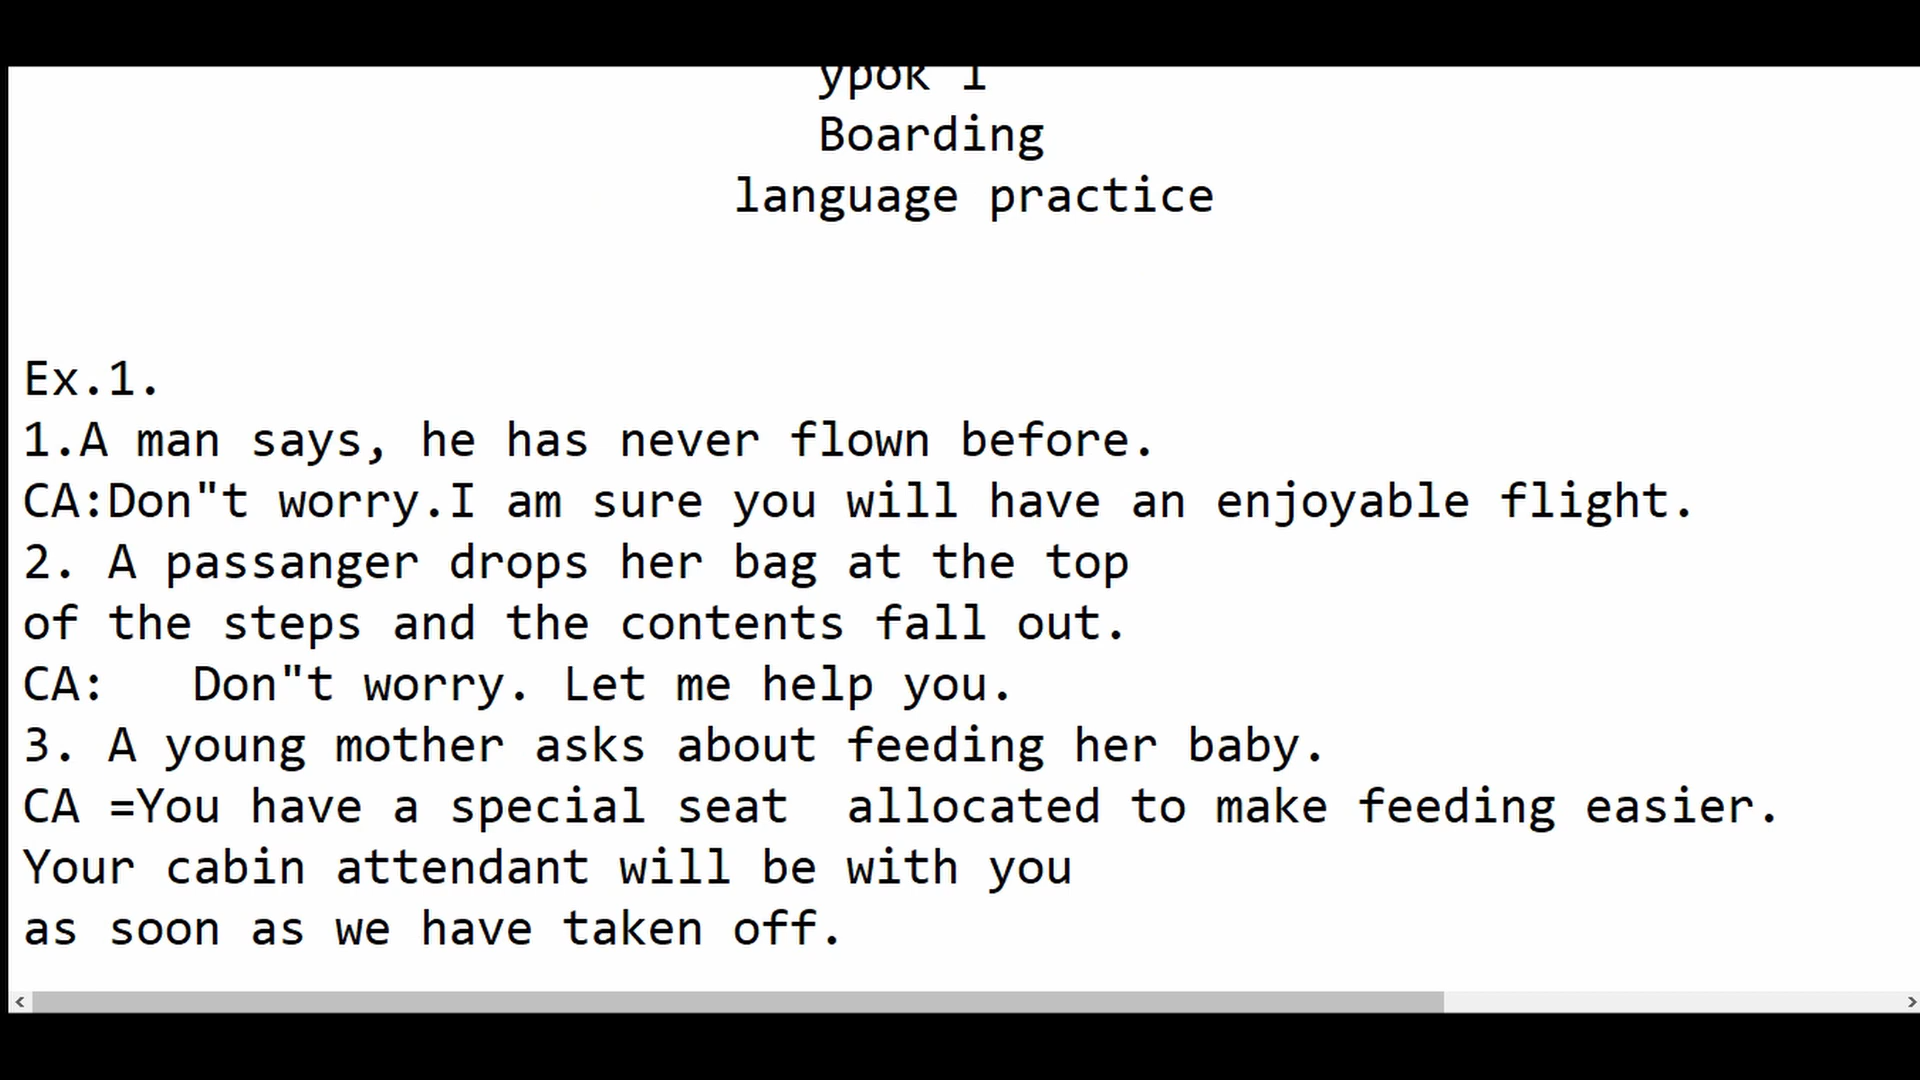 урок 1
Boarding
language practice
Ex.1.
1.A man says, he has never flown before.
CA:Don"t worry.I am sure you will have an enjoyable flight.
2. A passanger drops her bag at the top
of the steps and the contents fall out.
CA:   Don"t worry. Let me help you.
3. A young mother asks about feeding her baby.
CA =You have a special seat  allocated to make feeding easier.
Your cabin attendant will be with you
as soon as we have taken off.